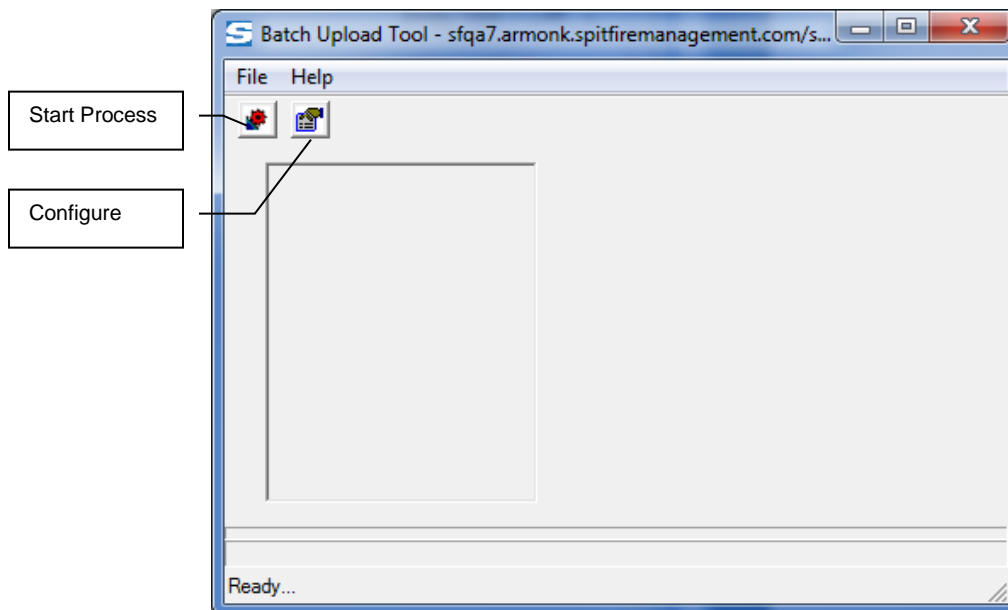 Batch Upload Tool - sfqa7.armonk.spitfiremanagement.com/s...
File Help
Start Process
Configure
Ready...